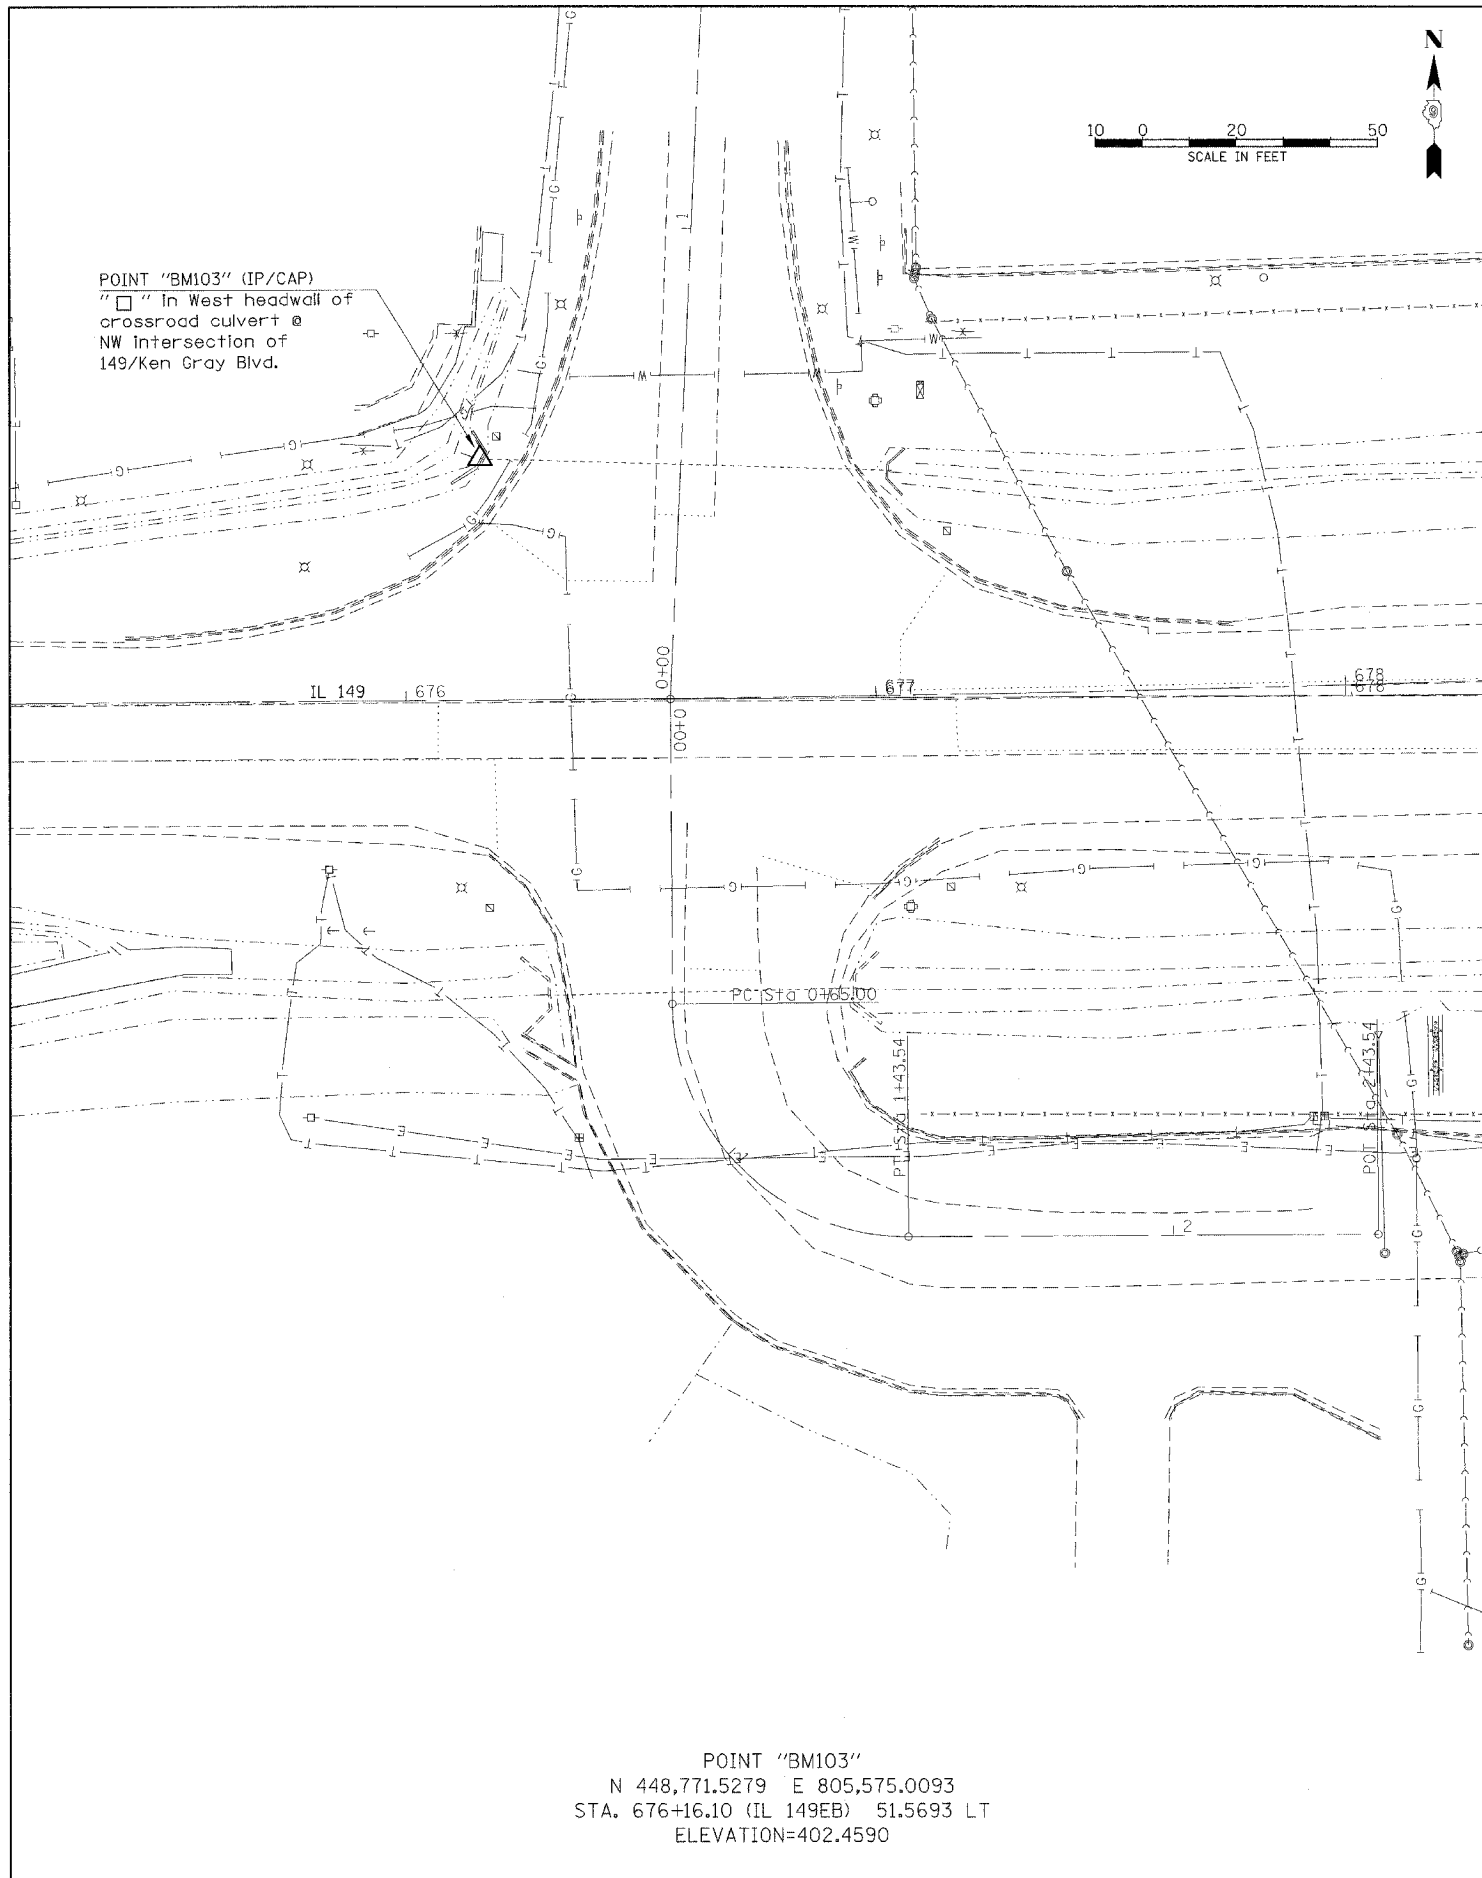 N
10 0 20 50
SCALE IN FEET
POINT "BM103" (IP/CAP)
"□" in West headwall of
crossroad culvert @
NW intersection of
149/Ken Gray Blvd.
1
0+00
IL 149 676 677 678
678
0+00
PC Sta 0+65.00
PT Sta 1+43.54
POT Sta 2+43.54
2
POINT "BM103"
N 448,771.5279 E 805,575.0093
STA. 676+16.10 (IL 149EB) 51.5693 LT
ELEVATION=402.4590